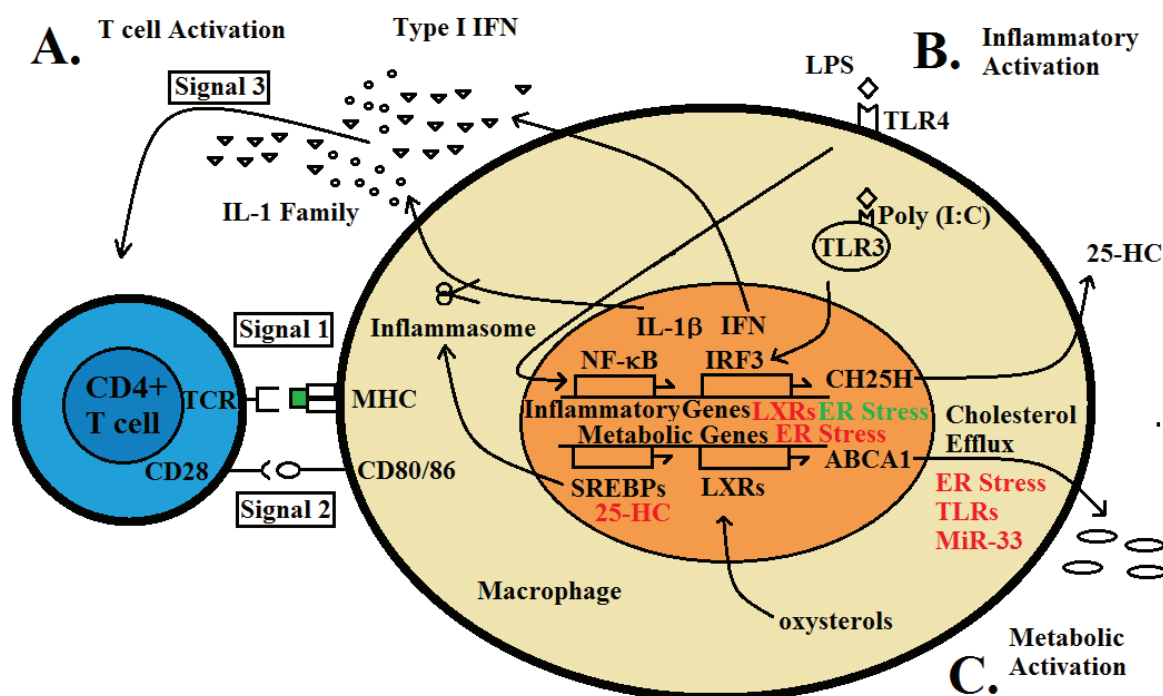 A.
T cell Activation
Type I IFN
Signal 3
IL-1 Family
B.
Inflammatory
Activation
LPS
TLR4
Poly (I:C)
TLR3
25-HC
Signal 1
Inflammasome
IL-1β IFN
NF-κB IRF3
CD4+
T cell
TCR
MHC
CH25H
Inflammatory Genes LXRs ER Stress
Metabolic Genes ER Stress
Cholesterol
Efflux
CD28
CD80/86
ABCA1
Signal 2
SREBPs LXRs
25-HC
ER Stress
TLRs
MiR-33
Macrophage
oxysterols
C.
Metabolic
Activation